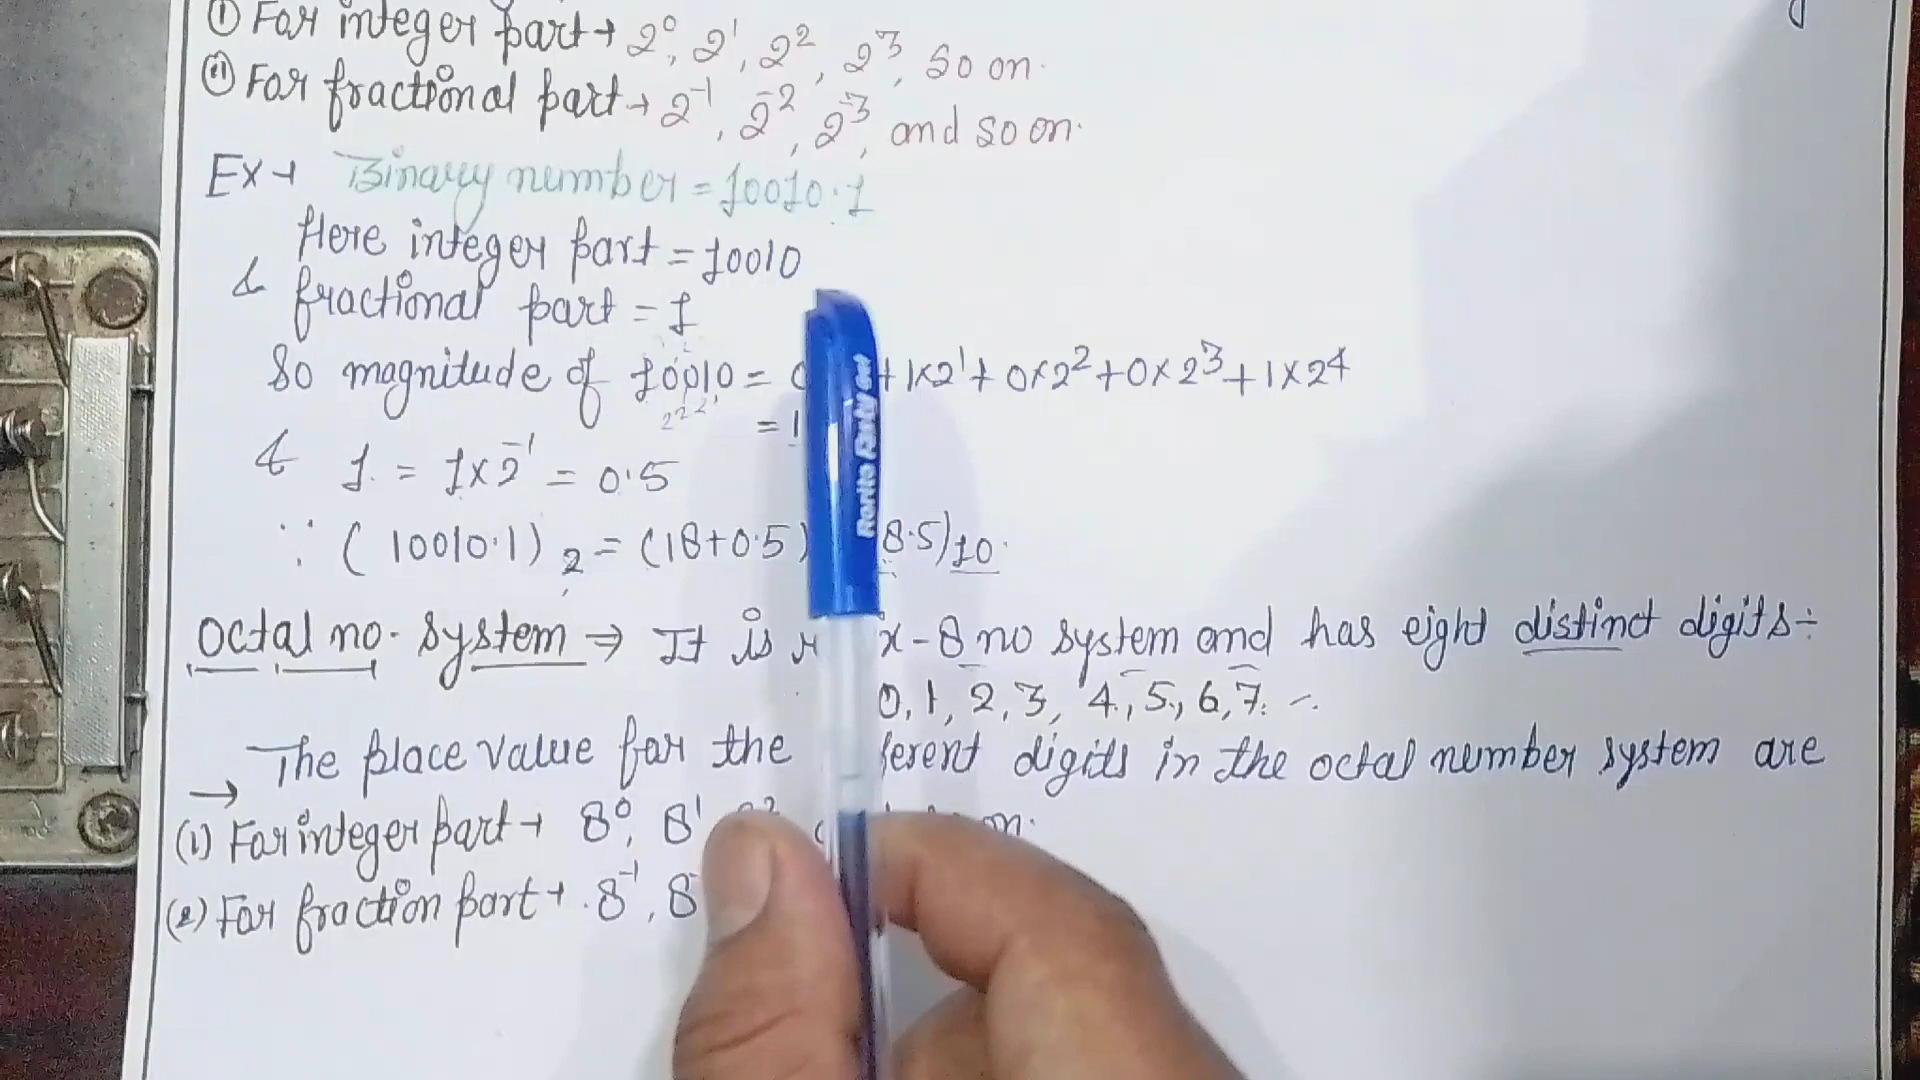 (i) For integer part → 2⁰, 2¹, 2², 2³, So on.
(ii) For fractional part → 2⁻¹, 2⁻², 2⁻³, and so on.
Ex → Binary number = 10010.1
Here integer part = 10010
& fractional part = 1
So magnitude of 10010 = + 1×2¹ + 0×2² + 0×2³ + 1×2⁴
= 1
& 1 = 1×2⁻¹ = 0.5
∵ (10010.1)₂ = (18+0.5) 8.5)₁₀.
Octal no. system ⇒ It is x-8 no system and has eight distinct digits ÷
0, 1, 2, 3, 4, 5, 6, 7.
→ The place value for the ferent digits in the octal number system are
(1) For integer part → 8⁰, 8¹, on.
(2) For fraction part → 8⁻¹, 8
Rorito Fasty Gel